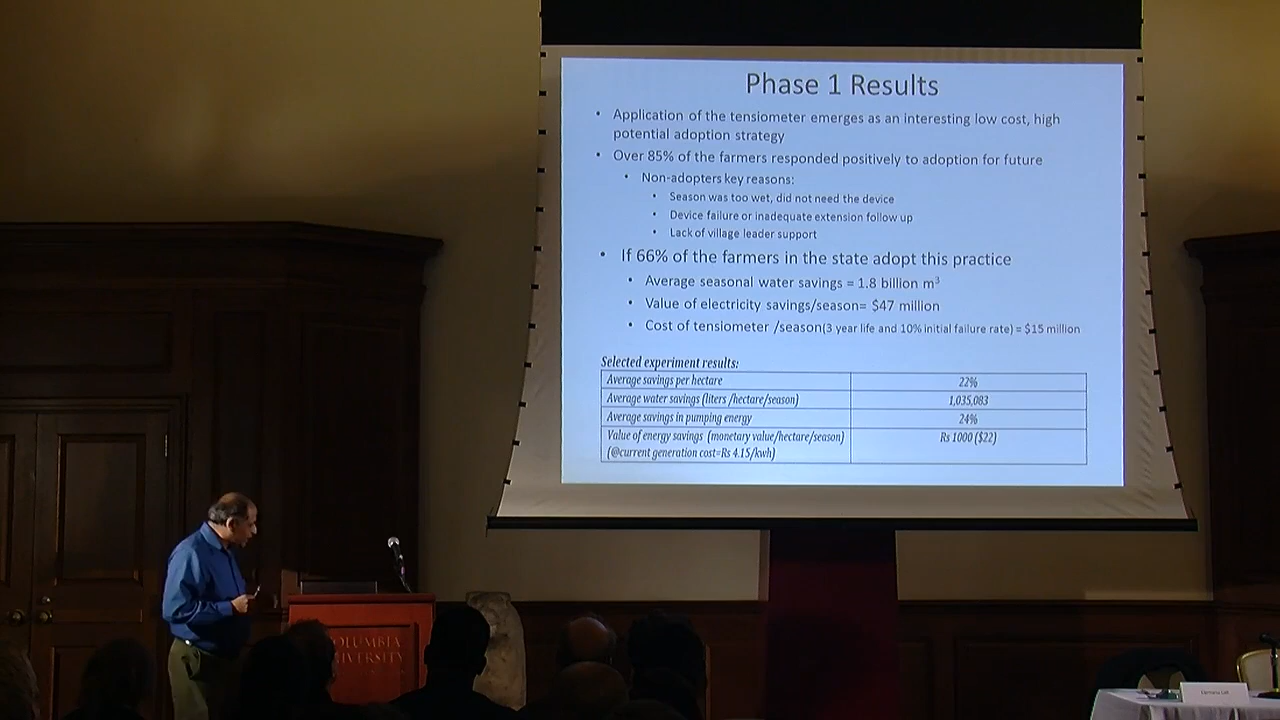 Phase 1 Results
• Application of the tensiometer emerges as an interesting low cost, high
potential adoption strategy
• Over 85% of the farmers responded positively to adoption for future
• Non-adopters key reasons:
• Season was too wet, did not need the device
• Device failure or inadequate extension follow up
• Lack of village leader support
• If 66% of the farmers in the state adopt this practice
• Average seasonal water savings = 1.8 billion m³
• Value of electricity savings/season= $47 million
• Cost of tensiometer /season(3 year life and 10% initial failure rate) = $15 million
Selected experiment results:
Average savings per hectare 22%
Average water savings (liters /hectare/season) 1,035,083
Average savings in pumping energy 24%
Value of energy savings (monetary value/hectare/season) Rs 1000 ($22)
(@current generation cost=Rs 4.15/kwh)
OLUMBIA
IVERSITY